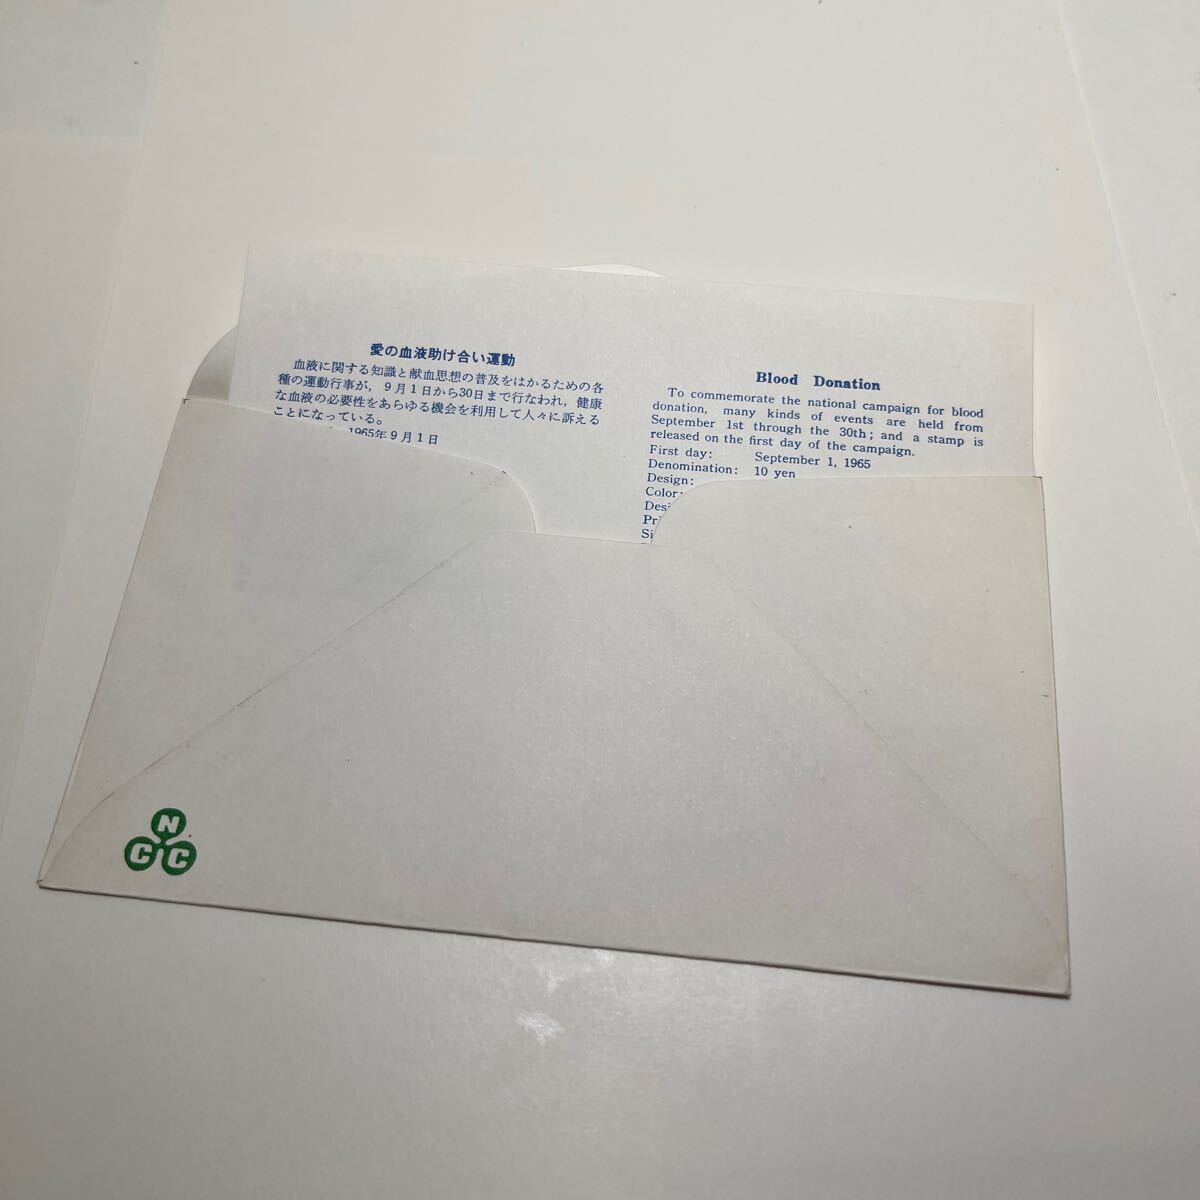 愛の血液助け合い運動
血液に関する知識と献血思想の普及をはかるための各
種の運動行事が，９月１日から30日まで行なわれ，健康
な血液の必要性をあらゆる機会を利用して人々に訴える
ことになっている。
1965年９月１日
Blood Donation
To commemorate the national campaign for blood
donation, many kinds of events are held from
September 1st through the 30th; and a stamp is
released on the first day of the campaign.
First day: September 1, 1965
Denomination: 10 yen
Design:
Color:
N
C C